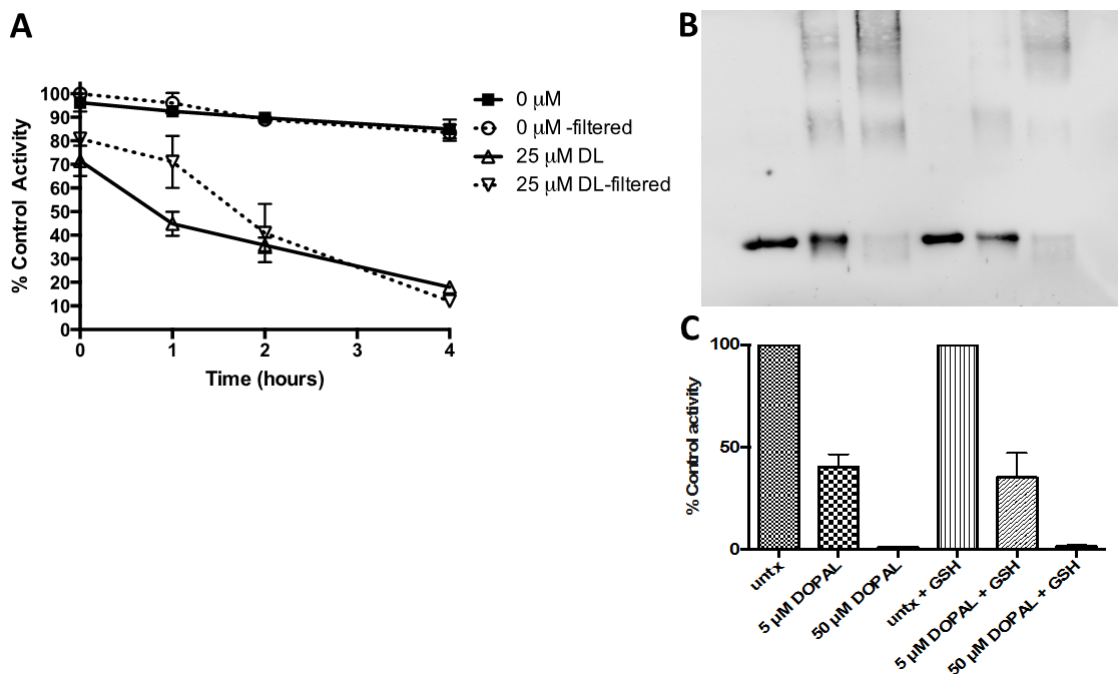 A
100
90
80
70
60
50
40
30
20
10
0
% Control Activity
0
1
2
3
4
Time (hours)
0 µM
0 µM -filtered
25 µM DL
25 µM DL-filtered
B
C
100
50
0
% Control activity
untx
5 µM DOPAL
50 µM DOPAL
untx + GSH
5 µM DOPAL + GSH
50 µM DOPAL + GSH